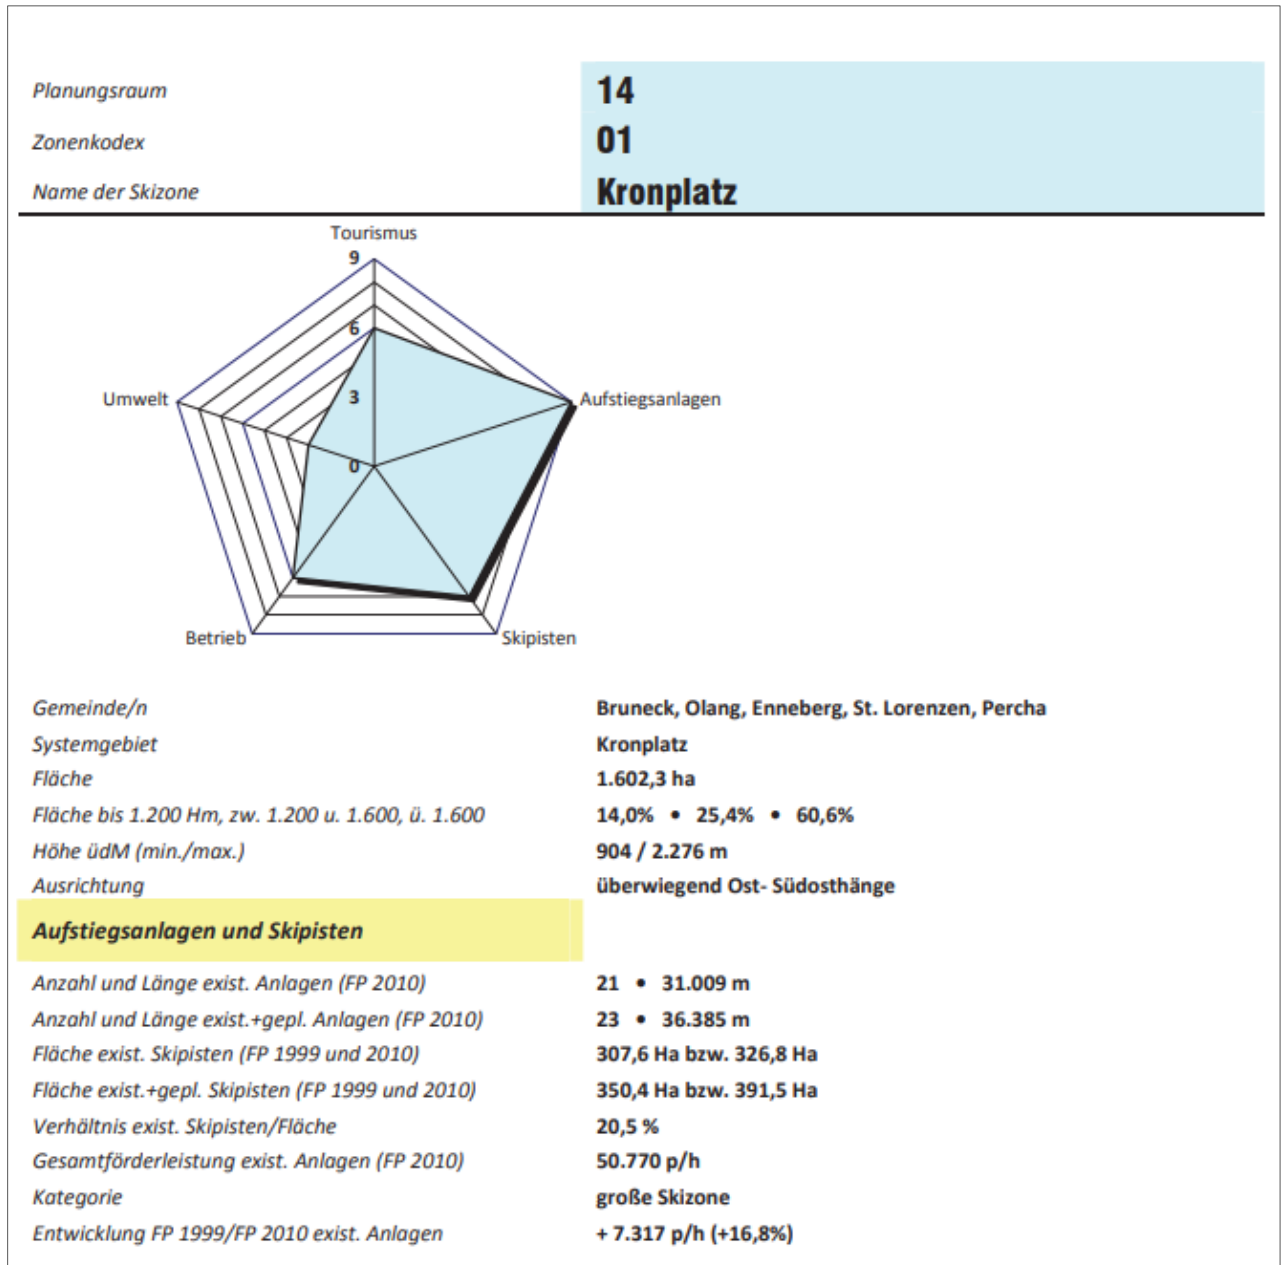 Planungsraum 14
Zonenkodex 01
Name der Skizone Kronplatz
Tourismus
9
6
Umwelt
3
Aufstiegsanlagen
0
Betrieb
Skipisten
Gemeinde/n Bruneck, Olang, Enneberg, St. Lorenzen, Percha
Systemgebiet Kronplatz
Fläche 1.602,3 ha
Fläche bis 1.200 Hm, zw. 1.200 u. 1.600, ü. 1.600 14,0% • 25,4% • 60,6%
Höhe üdM (min./max.) 904 / 2.276 m
Ausrichtung überwiegend Ost- Südosthänge
Aufstiegsanlagen und Skipisten
Anzahl und Länge exist. Anlagen (FP 2010) 21 • 31.009 m
Anzahl und Länge exist.+gepl. Anlagen (FP 2010) 23 • 36.385 m
Fläche exist. Skipisten (FP 1999 und 2010) 307,6 Ha bzw. 326,8 Ha
Fläche exist.+gepl. Skipisten (FP 1999 und 2010) 350,4 Ha bzw. 391,5 Ha
Verhältnis exist. Skipisten/Fläche 20,5 %
Gesamtförderleistung exist. Anlagen (FP 2010) 50.770 p/h
Kategorie große Skizone
Entwicklung FP 1999/FP 2010 exist. Anlagen + 7.317 p/h (+16,8%)